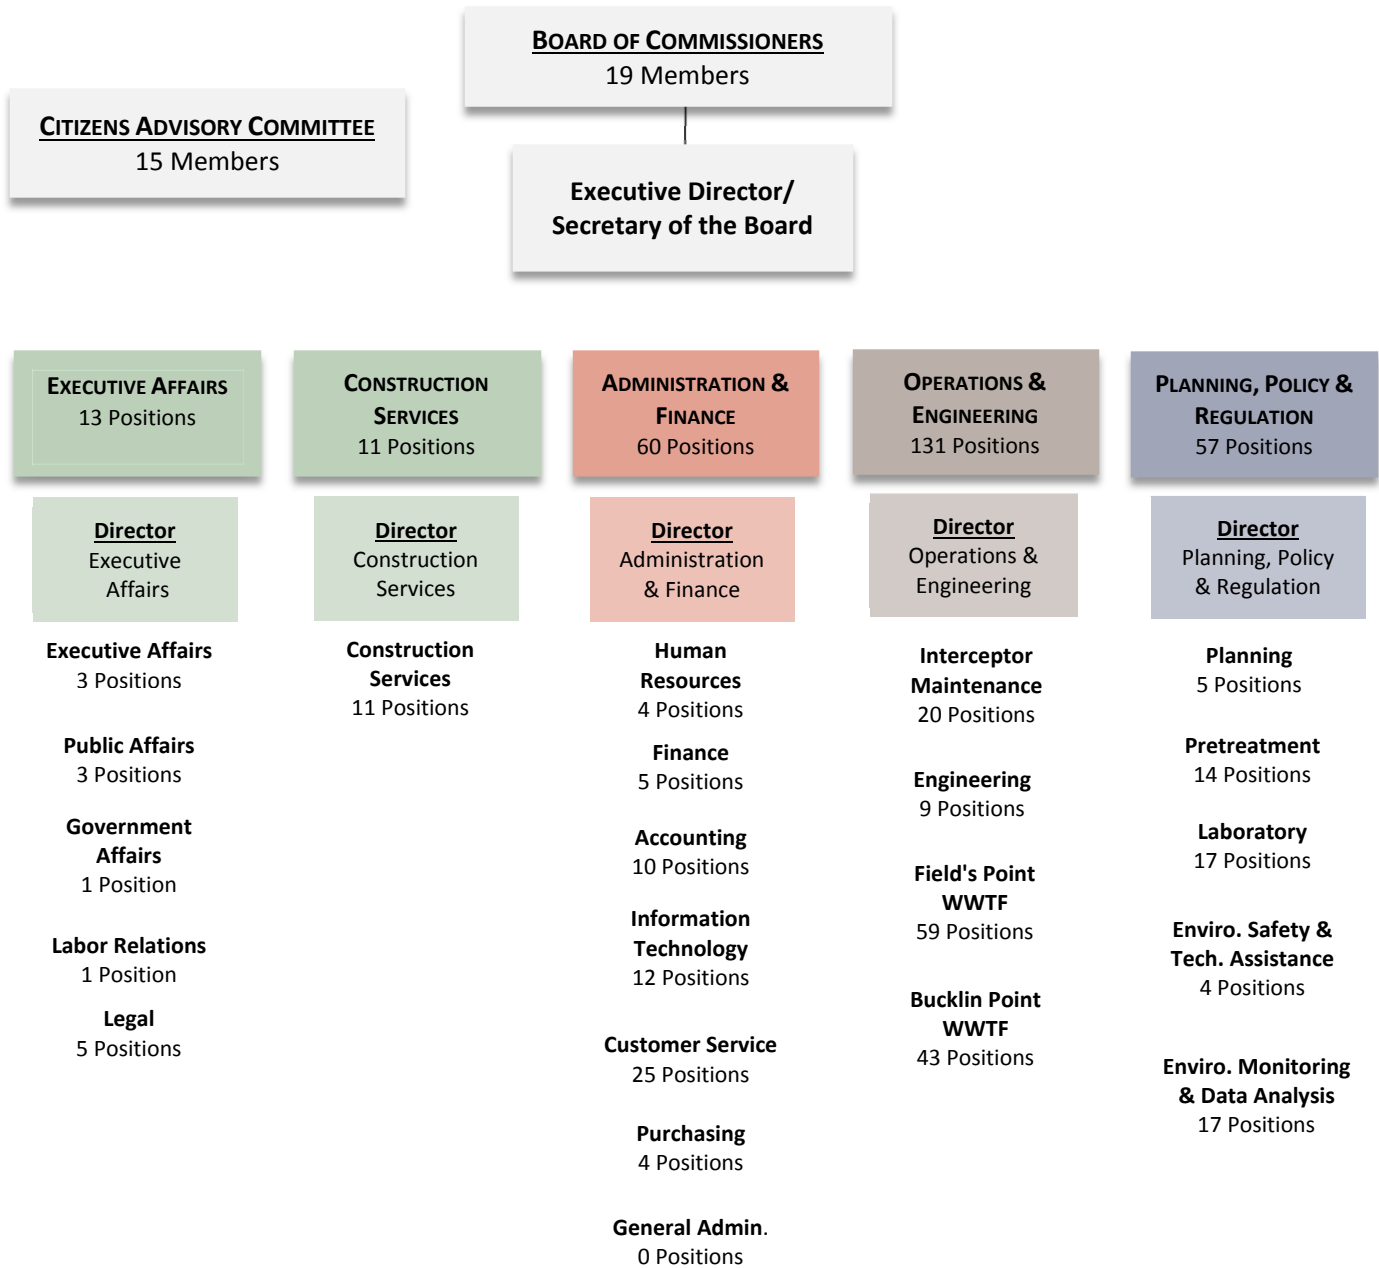 BOARD OF COMMISSIONERS
19 Members
CITIZENS ADVISORY COMMITTEE
15 Members
Executive Director/
Secretary of the Board
EXECUTIVE AFFAIRS
13 Positions
CONSTRUCTION
SERVICES
11 Positions
ADMINISTRATION &
FINANCE
60 Positions
OPERATIONS &
ENGINEERING
131 Positions
PLANNING, POLICY &
REGULATION
57 Positions
Director
Executive
Affairs
Director
Construction
Services
Director
Administration
& Finance
Director
Operations &
Engineering
Director
Planning, Policy
& Regulation
Executive Affairs
3 Positions
Public Affairs
3 Positions
Government
Affairs
1 Position
Labor Relations
1 Position
Legal
5 Positions
Construction
Services
11 Positions
Human
Resources
4 Positions
Finance
5 Positions
Accounting
10 Positions
Information
Technology
12 Positions
Customer Service
25 Positions
Purchasing
4 Positions
General Admin.
0 Positions
Interceptor
Maintenance
20 Positions
Engineering
9 Positions
Field's Point
WWTF
59 Positions
Bucklin Point
WWTF
43 Positions
Planning
5 Positions
Pretreatment
14 Positions
Laboratory
17 Positions
Enviro. Safety &
Tech. Assistance
4 Positions
Enviro. Monitoring
& Data Analysis
17 Positions